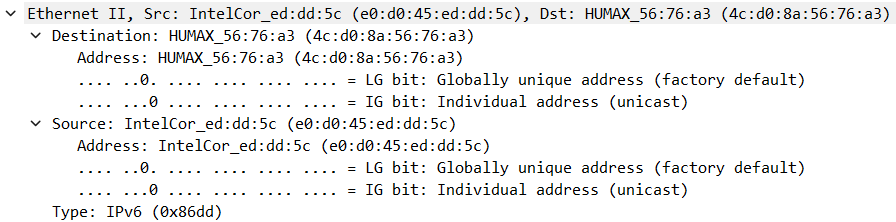 Ethernet II, Src: IntelCor_ed:dd:5c (e0:d0:45:ed:dd:5c), Dst: HUMAX_56:76:a3 (4c:d0:8a:56:76:a3)
Destination: HUMAX_56:76:a3 (4c:d0:8a:56:76:a3)
Address: HUMAX_56:76:a3 (4c:d0:8a:56:76:a3)
.... ..0. .... .... .... .... = LG bit: Globally unique address (factory default)
.... ...0 .... .... .... .... = IG bit: Individual address (unicast)
Source: IntelCor_ed:dd:5c (e0:d0:45:ed:dd:5c)
Address: IntelCor_ed:dd:5c (e0:d0:45:ed:dd:5c)
.... ..0. .... .... .... .... = LG bit: Globally unique address (factory default)
.... ...0 .... .... .... .... = IG bit: Individual address (unicast)
Type: IPv6 (0x86dd)